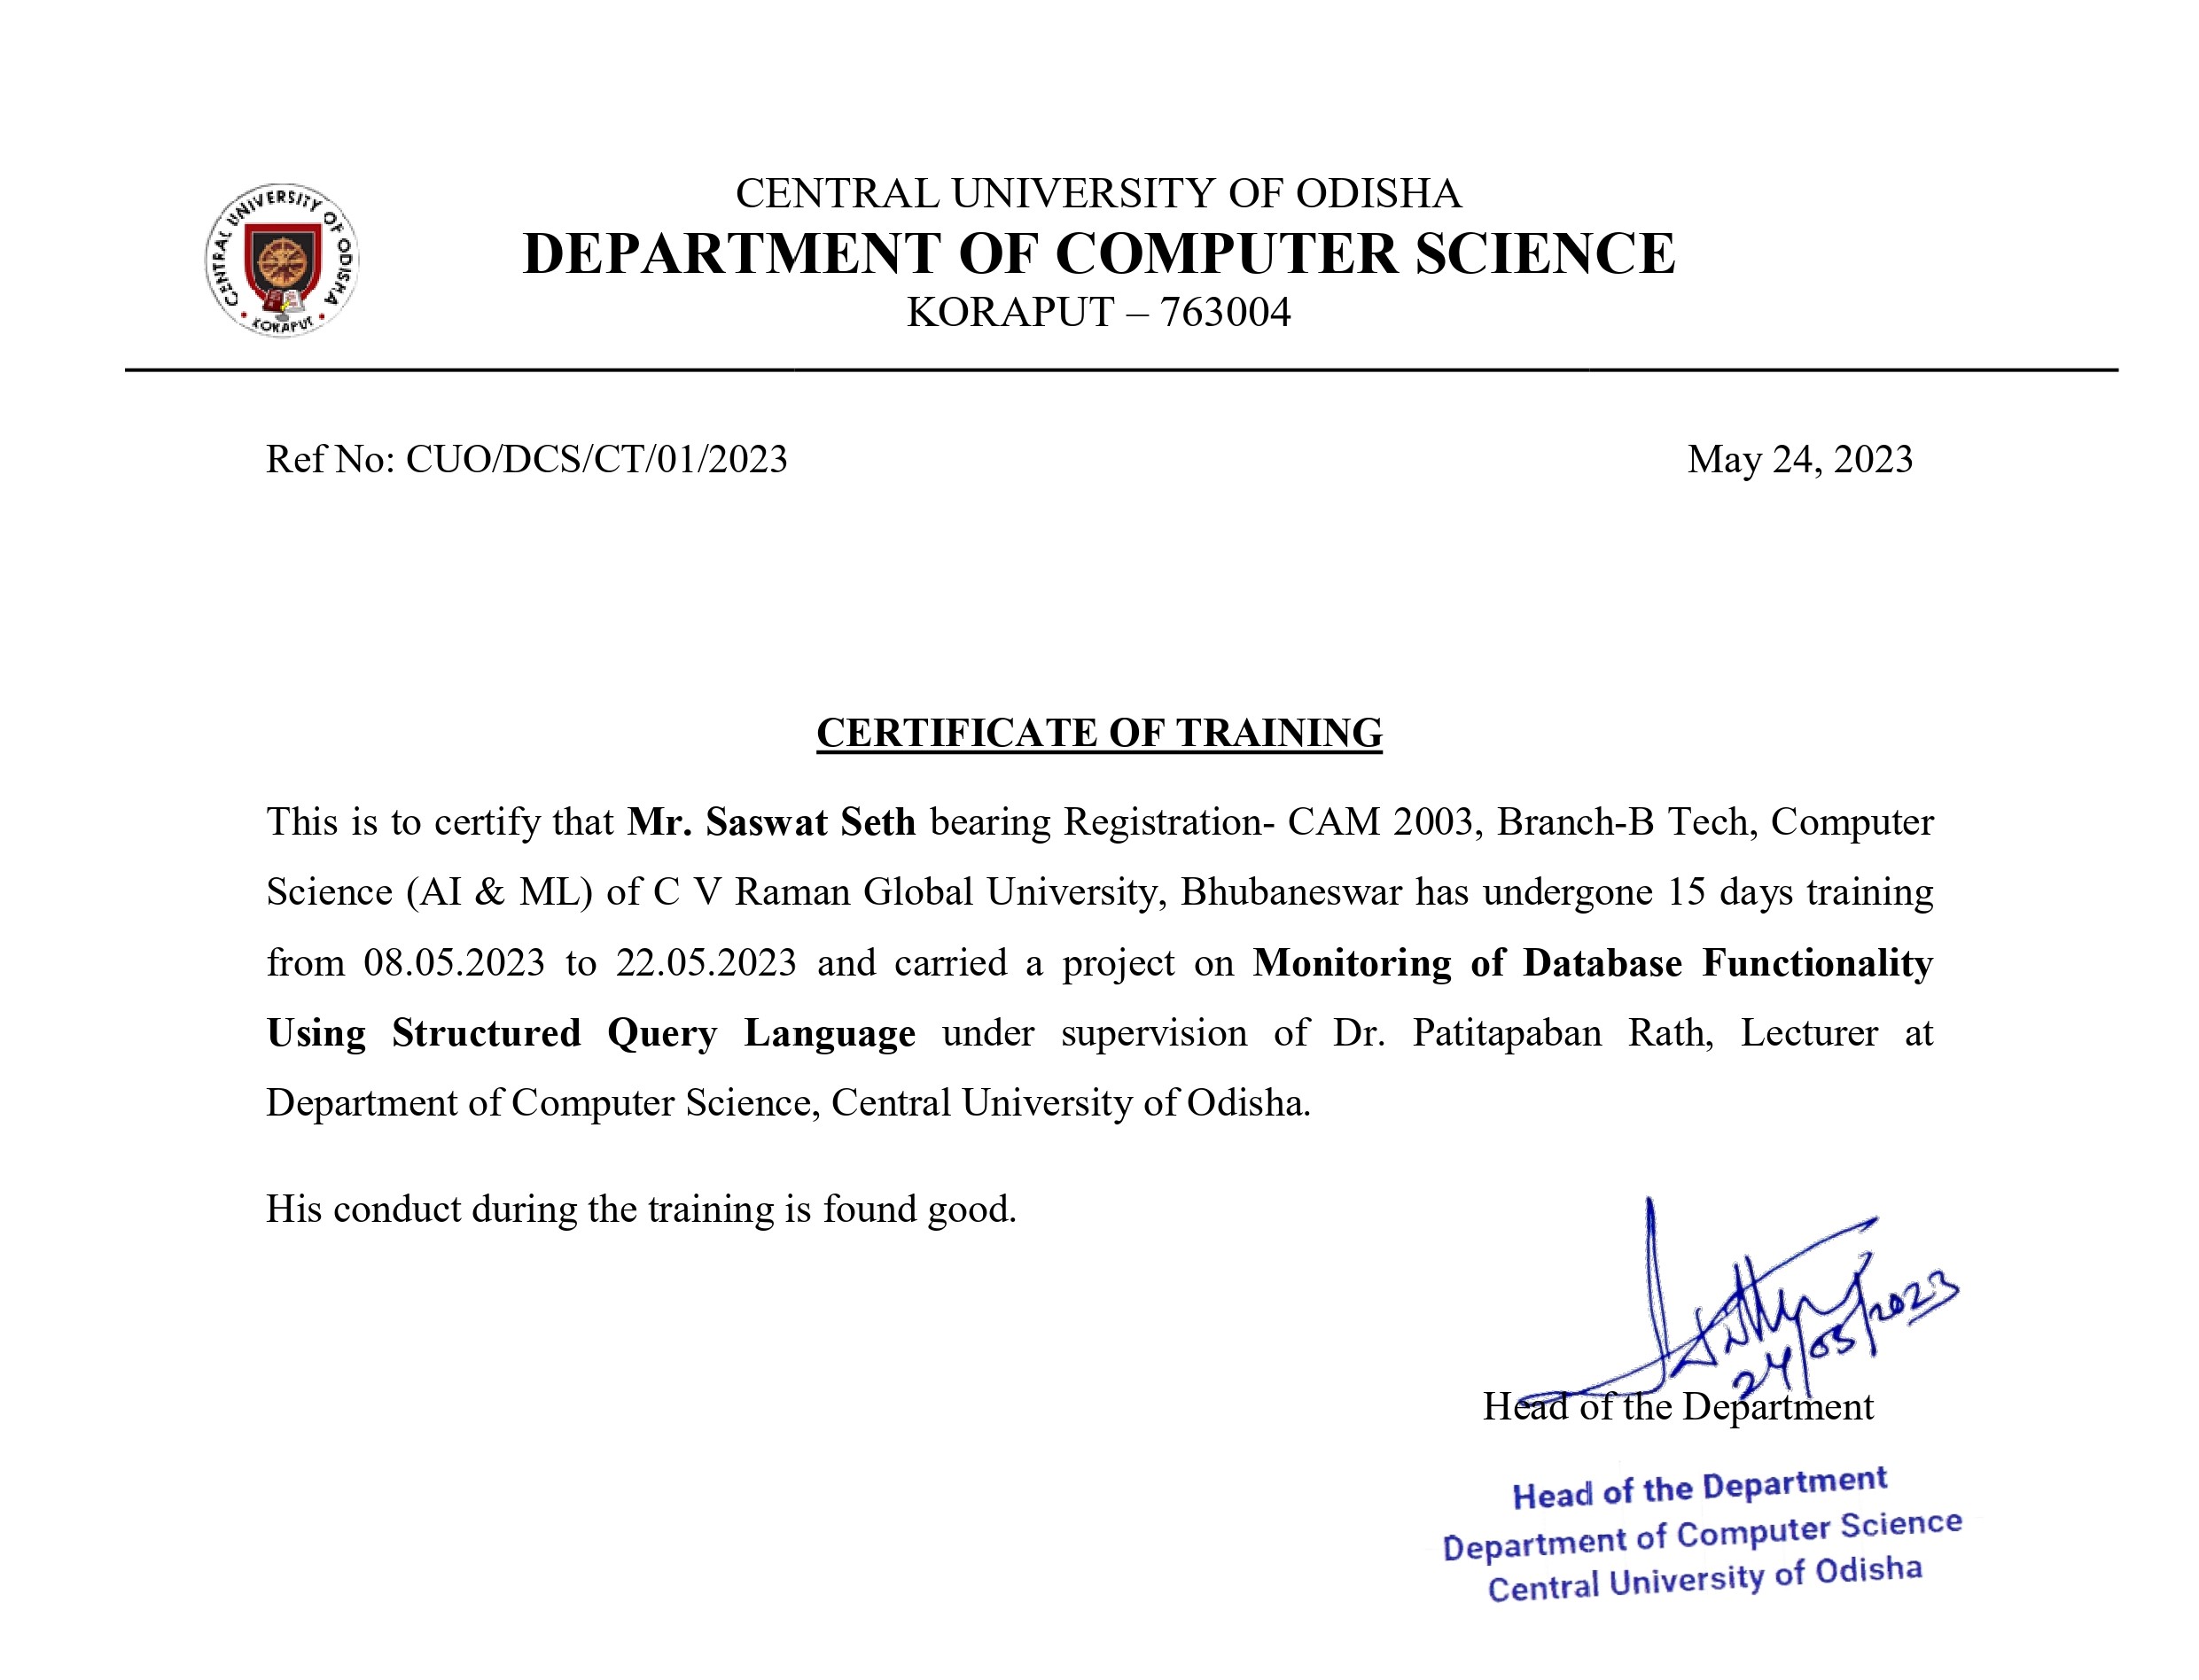 CENTRAL UNIVERSITY OF ODISHA
KORAPUT
CENTRAL UNIVERSITY OF ODISHA
DEPARTMENT OF COMPUTER SCIENCE
KORAPUT – 763004
Ref No: CUO/DCS/CT/01/2023
May 24, 2023
CERTIFICATE OF TRAINING
This is to certify that Mr. Saswat Seth bearing Registration- CAM 2003, Branch-B Tech, Computer
Science (AI & ML) of C V Raman Global University, Bhubaneswar has undergone 15 days training
from 08.05.2023 to 22.05.2023 and carried a project on Monitoring of Database Functionality
Using Structured Query Language under supervision of Dr. Patitapaban Rath, Lecturer at
Department of Computer Science, Central University of Odisha.
His conduct during the training is found good.
24/05/2023
Head of the Department
Head of the Department
Department of Computer Science
Central University of Odisha